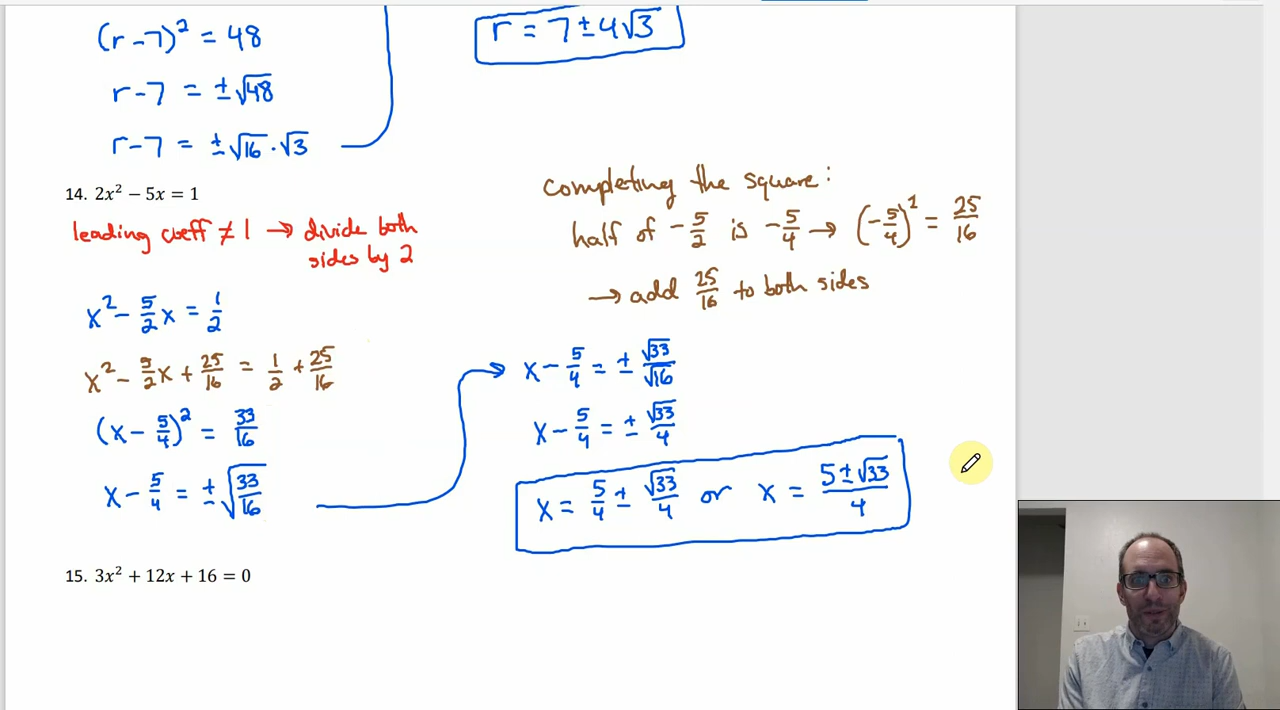 (r-7)² = 48
r-7 = ±√48
r-7 = ±√16 · √3
r = 7 ± 4√3
14. 2x² − 5x = 1
leading coeff ≠ 1 → divide both
sides by 2
x² - 5/2 x = 1/2
x² - 5/2 x + 25/16 = 1/2 + 25/16
(x - 5/4)² = 33/16
x - 5/4 = ±√(33/16)
completing the square:
half of -5/2 is -5/4 → (-5/4)² = 25/16
→ add 25/16 to both sides
x - 5/4 = ± √33/√16
x - 5/4 = ± √33/4
x = 5/4 ± √33/4 or x = (5±√33)/4
15. 3x² + 12x + 16 = 0